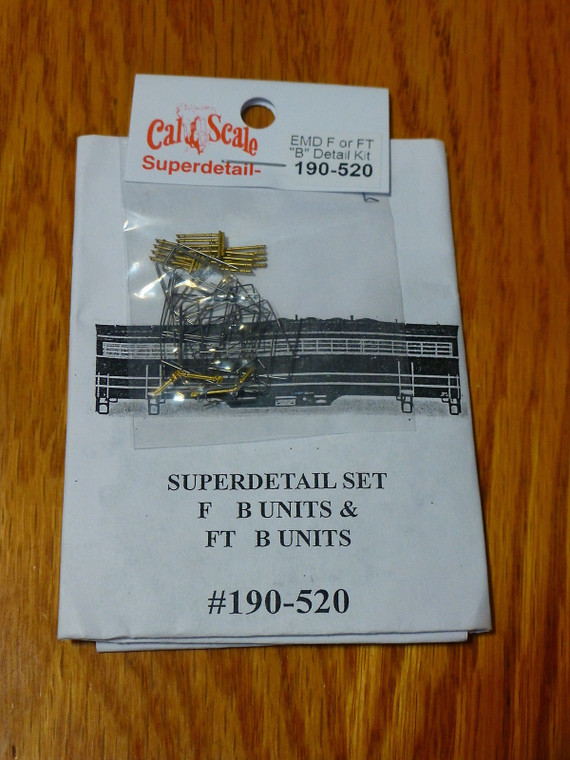 Cal Scale
Superdetail-
EMD F or FT
"B" Detail Kit
190-520
SUPERDETAIL SET
F B UNITS &
FT B UNITS
#190-520